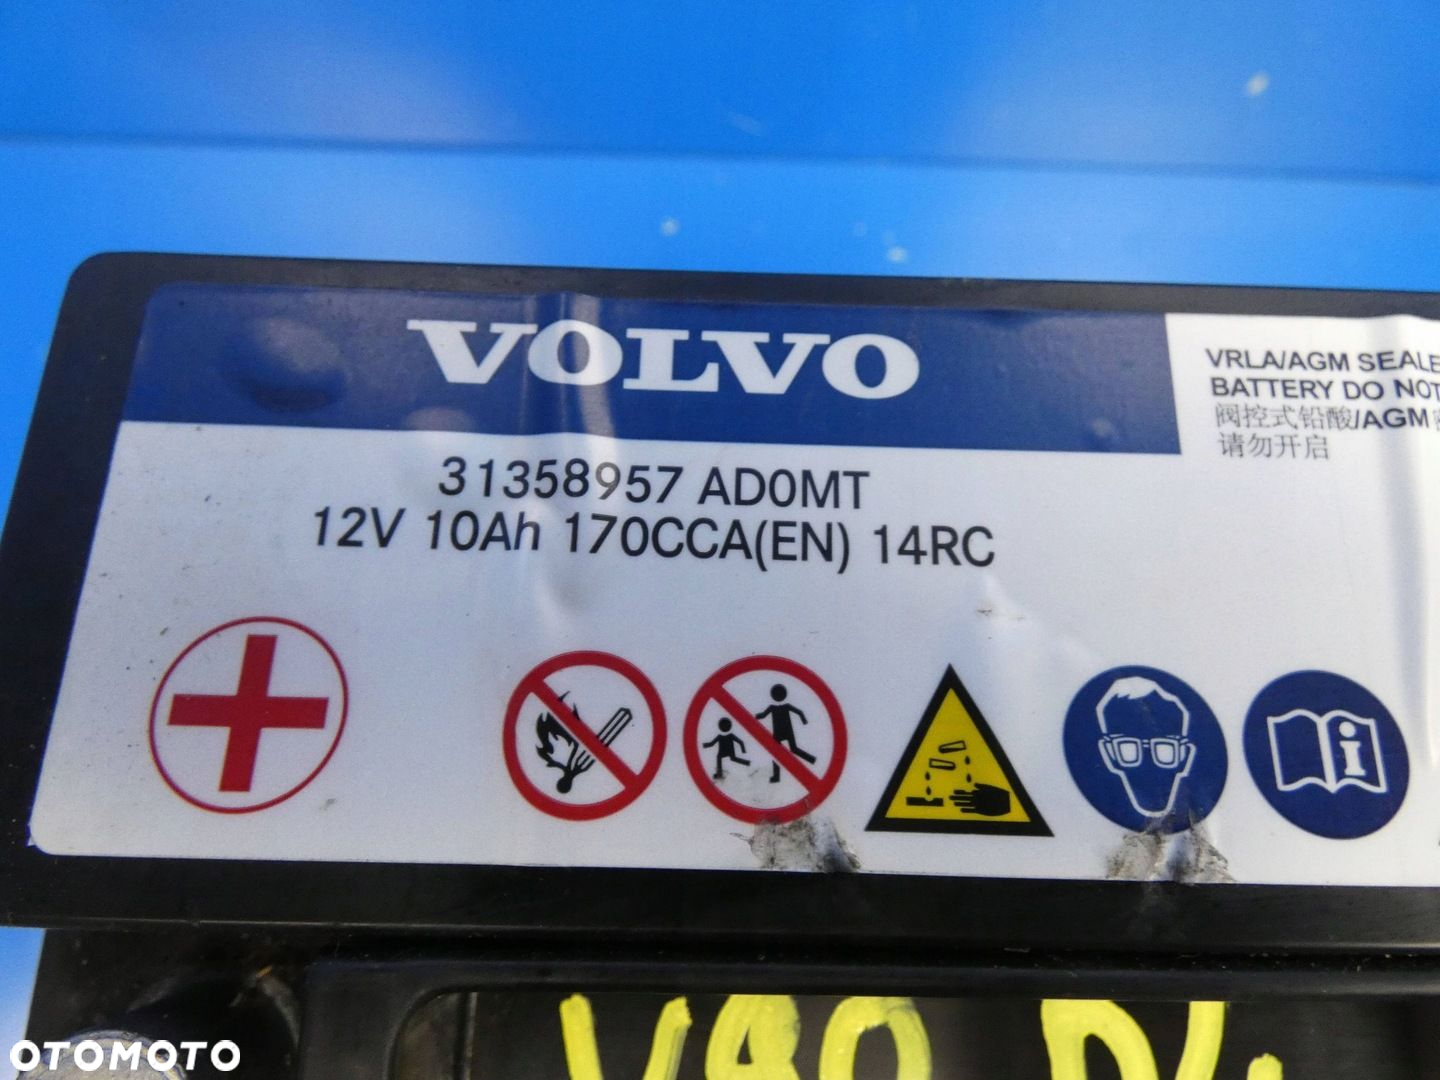 VOLVO
VRLA/AGM
BATTERY DO NOT
阀控式铅酸/AGM
请勿开启
31358957 AD0MT
12V 10Ah 170CCA(EN) 14RC
OTOMOTO